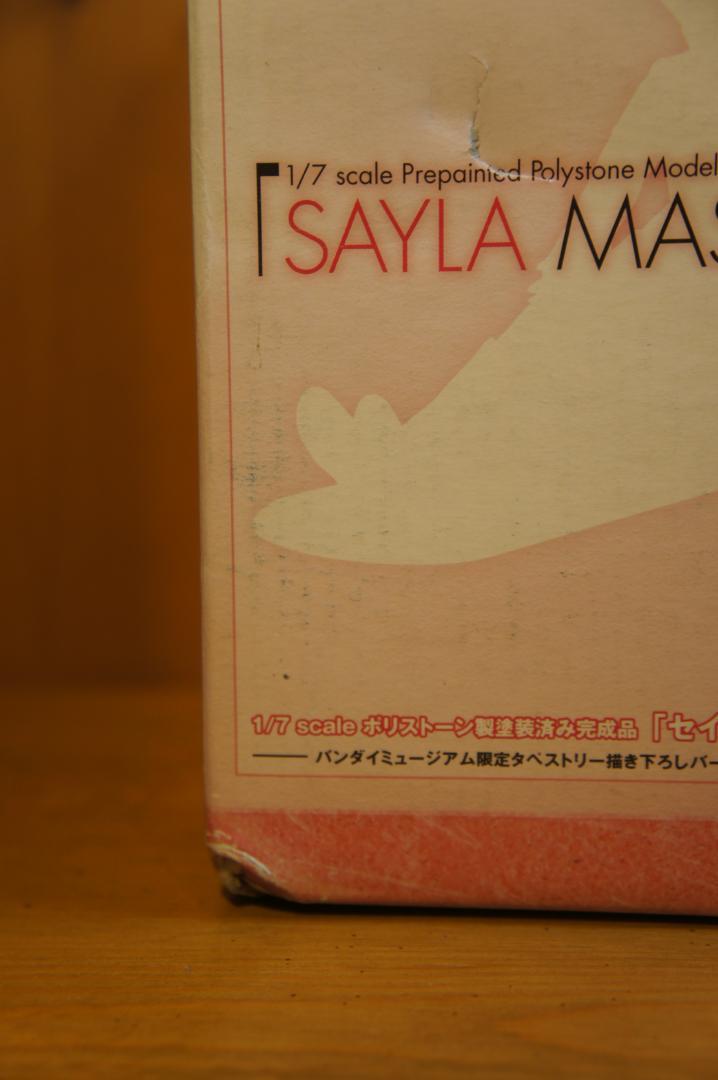 1/7 scale Prepainted Polystone Model
「SAYLA MAS
1/7 scale ポリストーン製塗装済み完成品「セイ
バンダイミュージアム限定タペストリー描き下ろしバー